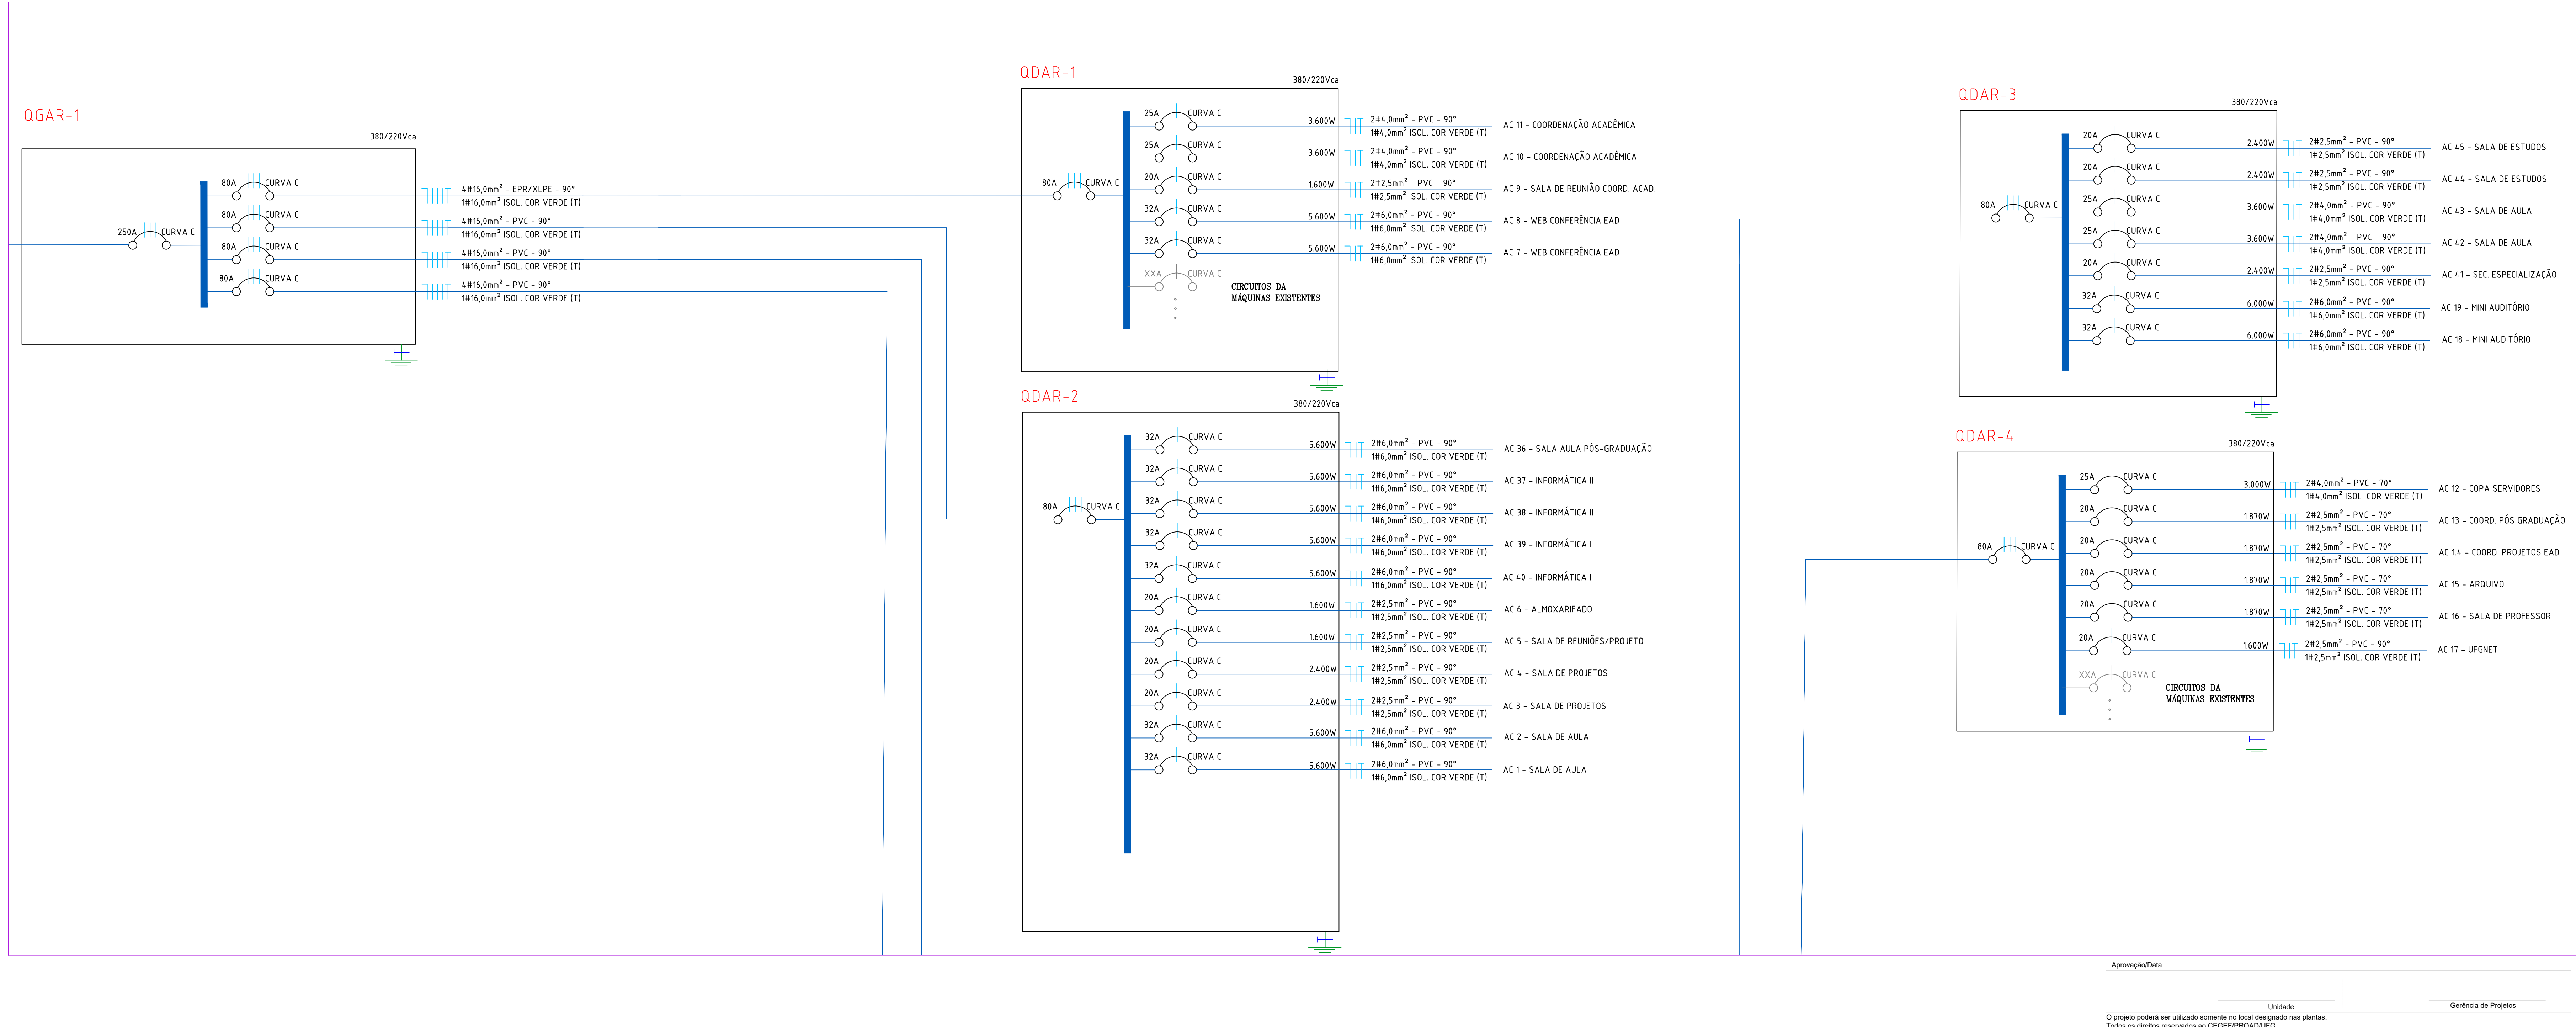 QGAR-1
380/220Vca
250A CURVA C
80A CURVA C
4#16,0mm² - EPR/XLPE - 90°
1#16,0mm² ISOL. COR VERDE (T)
80A CURVA C
4#16,0mm² - PVC - 90°
1#16,0mm² ISOL. COR VERDE (T)
80A CURVA C
4#16,0mm² - PVC - 90°
1#16,0mm² ISOL. COR VERDE (T)
80A CURVA C
4#16,0mm² - PVC - 90°
1#16,0mm² ISOL. COR VERDE (T)
QDAR-1
380/220Vca
80A CURVA C
25A CURVA C
3.600W 2#4,0mm² - PVC - 90° AC 11 - COORDENAÇÃO ACADÊMICA
1#4,0mm² ISOL. COR VERDE (T)
25A CURVA C
3.600W 2#4,0mm² - PVC - 90° AC 10 - COORDENAÇÃO ACADÊMICA
1#4,0mm² ISOL. COR VERDE (T)
20A CURVA C
1.600W 2#2,5mm² - PVC - 90° AC 9 - SALA DE REUNIÃO COORD. ACAD.
1#2,5mm² ISOL. COR VERDE (T)
32A CURVA C
5.600W 2#6,0mm² - PVC - 90° AC 8 - WEB CONFERÊNCIA EAD
1#6,0mm² ISOL. COR VERDE (T)
32A CURVA C
5.600W 2#6,0mm² - PVC - 90° AC 7 - WEB CONFERÊNCIA EAD
1#6,0mm² ISOL. COR VERDE (T)
XXA CURVA C
CIRCUITOS DA
MÁQUINAS EXISTENTES
QDAR-2
380/220Vca
80A CURVA C
32A CURVA C
5.600W 2#6,0mm² - PVC - 90° AC 36 - SALA AULA PÓS-GRADUAÇÃO
1#6,0mm² ISOL. COR VERDE (T)
32A CURVA C
5.600W 2#6,0mm² - PVC - 90° AC 37 - INFORMÁTICA II
1#6,0mm² ISOL. COR VERDE (T)
32A CURVA C
5.600W 2#6,0mm² - PVC - 90° AC 38 - INFORMÁTICA II
1#6,0mm² ISOL. COR VERDE (T)
32A CURVA C
5.600W 2#6,0mm² - PVC - 90° AC 39 - INFORMÁTICA I
1#6,0mm² ISOL. COR VERDE (T)
32A CURVA C
5.600W 2#6,0mm² - PVC - 90° AC 40 - INFORMÁTICA I
1#6,0mm² ISOL. COR VERDE (T)
20A CURVA C
1.600W 2#2,5mm² - PVC - 90° AC 6 - ALMOXARIFADO
1#2,5mm² ISOL. COR VERDE (T)
20A CURVA C
1.600W 2#2,5mm² - PVC - 90° AC 5 - SALA DE REUNIÕES/PROJETO
1#2,5mm² ISOL. COR VERDE (T)
20A CURVA C
2.400W 2#2,5mm² - PVC - 90° AC 4 - SALA DE PROJETOS
1#2,5mm² ISOL. COR VERDE (T)
20A CURVA C
2.400W 2#2,5mm² - PVC - 90° AC 3 - SALA DE PROJETOS
1#2,5mm² ISOL. COR VERDE (T)
32A CURVA C
5.600W 2#6,0mm² - PVC - 90° AC 2 - SALA DE AULA
1#6,0mm² ISOL. COR VERDE (T)
32A CURVA C
5.600W 2#6,0mm² - PVC - 90° AC 1 - SALA DE AULA
1#6,0mm² ISOL. COR VERDE (T)
QDAR-3
380/220Vca
80A CURVA C
20A CURVA C
2.400W 2#2,5mm² - PVC - 90° AC 45 - SALA DE ESTUDOS
1#2,5mm² ISOL. COR VERDE (T)
20A CURVA C
2.400W 2#2,5mm² - PVC - 90° AC 44 - SALA DE ESTUDOS
1#2,5mm² ISOL. COR VERDE (T)
25A CURVA C
3.600W 2#4,0mm² - PVC - 90° AC 43 - SALA DE AULA
1#4,0mm² ISOL. COR VERDE (T)
25A CURVA C
3.600W 2#4,0mm² - PVC - 90° AC 42 - SALA DE AULA
1#4,0mm² ISOL. COR VERDE (T)
20A CURVA C
2.400W 2#2,5mm² - PVC - 90° AC 41 - SEC. ESPECIALIZAÇÃO
1#2,5mm² ISOL. COR VERDE (T)
32A CURVA C
6.000W 2#6,0mm² - PVC - 90° AC 19 - MINI AUDITÓRIO
1#6,0mm² ISOL. COR VERDE (T)
32A CURVA C
6.000W 2#6,0mm² - PVC - 90° AC 18 - MINI AUDITÓRIO
1#6,0mm² ISOL. COR VERDE (T)
QDAR-4
380/220Vca
80A CURVA C
25A CURVA C
3.000W 2#4,0mm² - PVC - 70° AC 12 - COPA SERVIDORES
1#4,0mm² ISOL. COR VERDE (T)
20A CURVA C
1.870W 2#2,5mm² - PVC - 70° AC 13 - COORD. PÓS GRADUAÇÃO
1#2,5mm² ISOL. COR VERDE (T)
20A CURVA C
1.870W 2#2,5mm² - PVC - 70° AC 1.4 - COORD. PROJETOS EAD
1#2,5mm² ISOL. COR VERDE (T)
20A CURVA C
1.870W 2#2,5mm² - PVC - 70° AC 15 - ARQUIVO
1#2,5mm² ISOL. COR VERDE (T)
20A CURVA C
1.870W 2#2,5mm² - PVC - 70° AC 16 - SALA DE PROFESSOR
1#2,5mm² ISOL. COR VERDE (T)
20A CURVA C
1.600W 2#2,5mm² - PVC - 90° AC 17 - UFGNET
1#2,5mm² ISOL. COR VERDE (T)
XXA CURVA C
CIRCUITOS DA
MÁQUINAS EXISTENTES
Aprovação/Data
Unidade Gerência de Projetos
O projeto poderá ser utilizado somente no local designado nas plantas.
Todos os direitos reservados ao CEGEF/PROAD/UFG